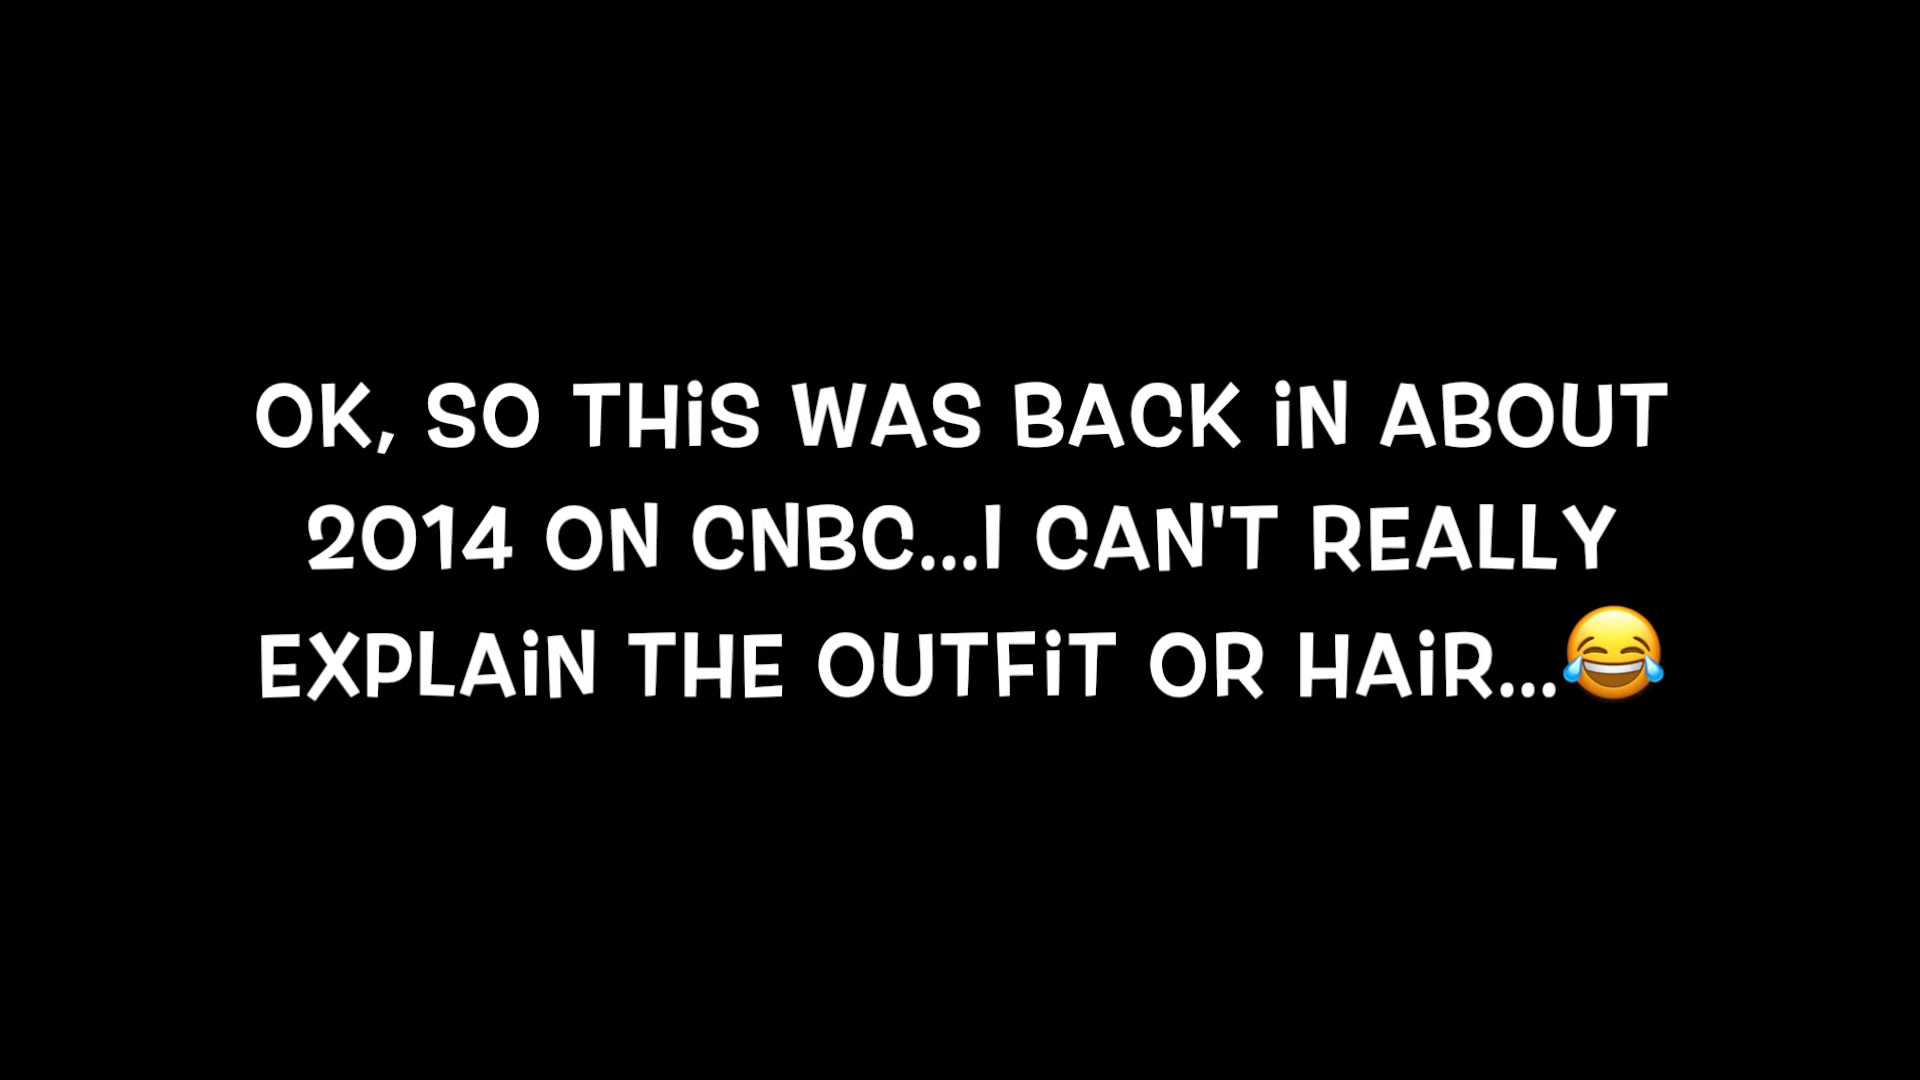 OK, SO THiS WAS BACK iN ABOUT
2014 ON CNBC...I CAN'T REALLY
EXPLAiN THE OUTFiT OR HAiR...😂